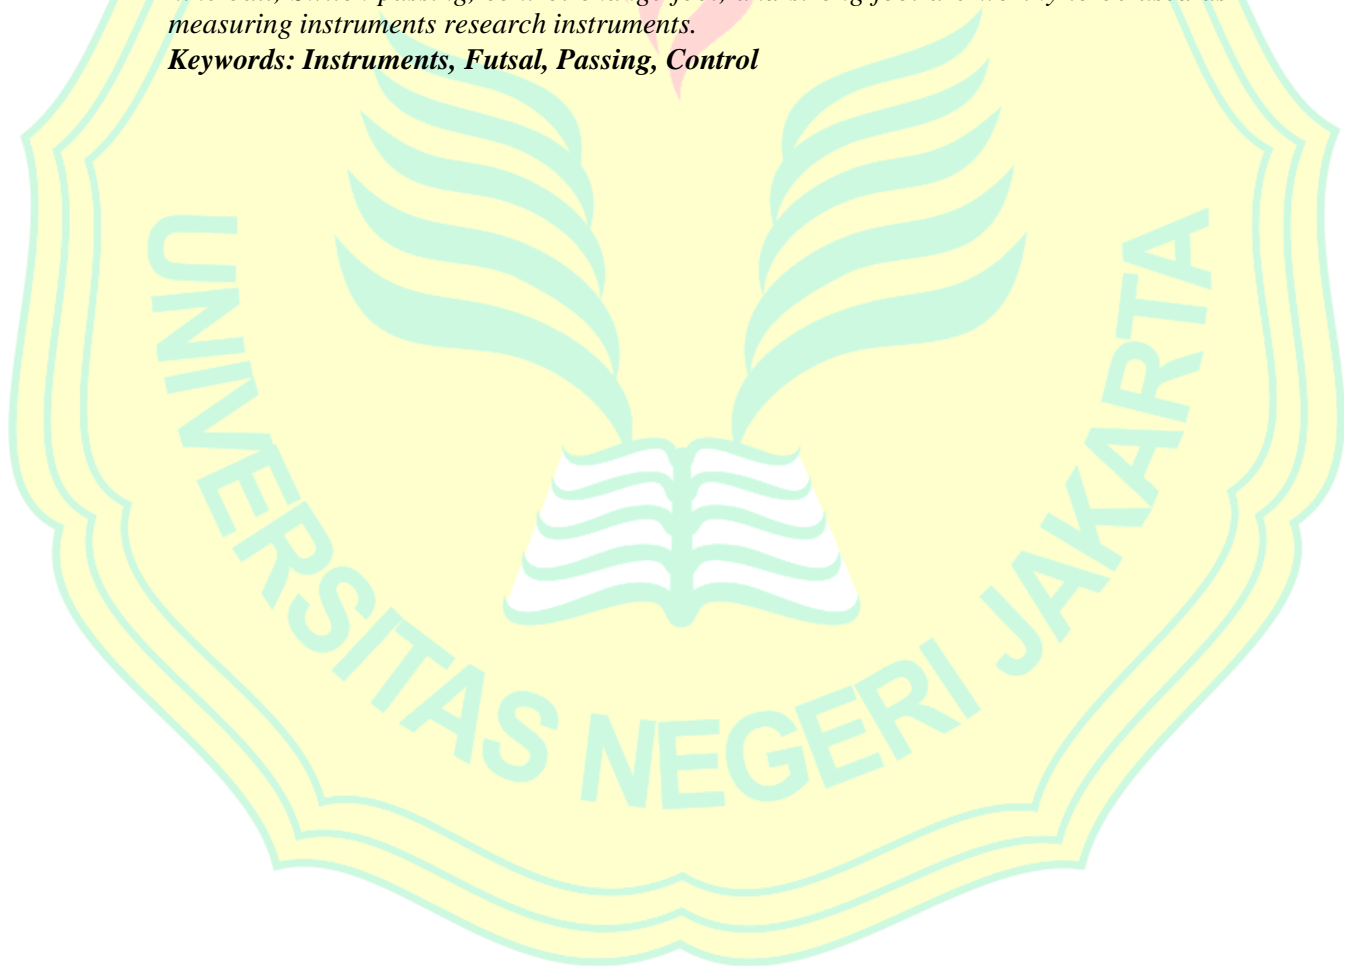 measuring instruments research instruments.
Keywords: Instruments, Futsal, Passing, Control
UNIVERSITAS NEGERI JAKARTA